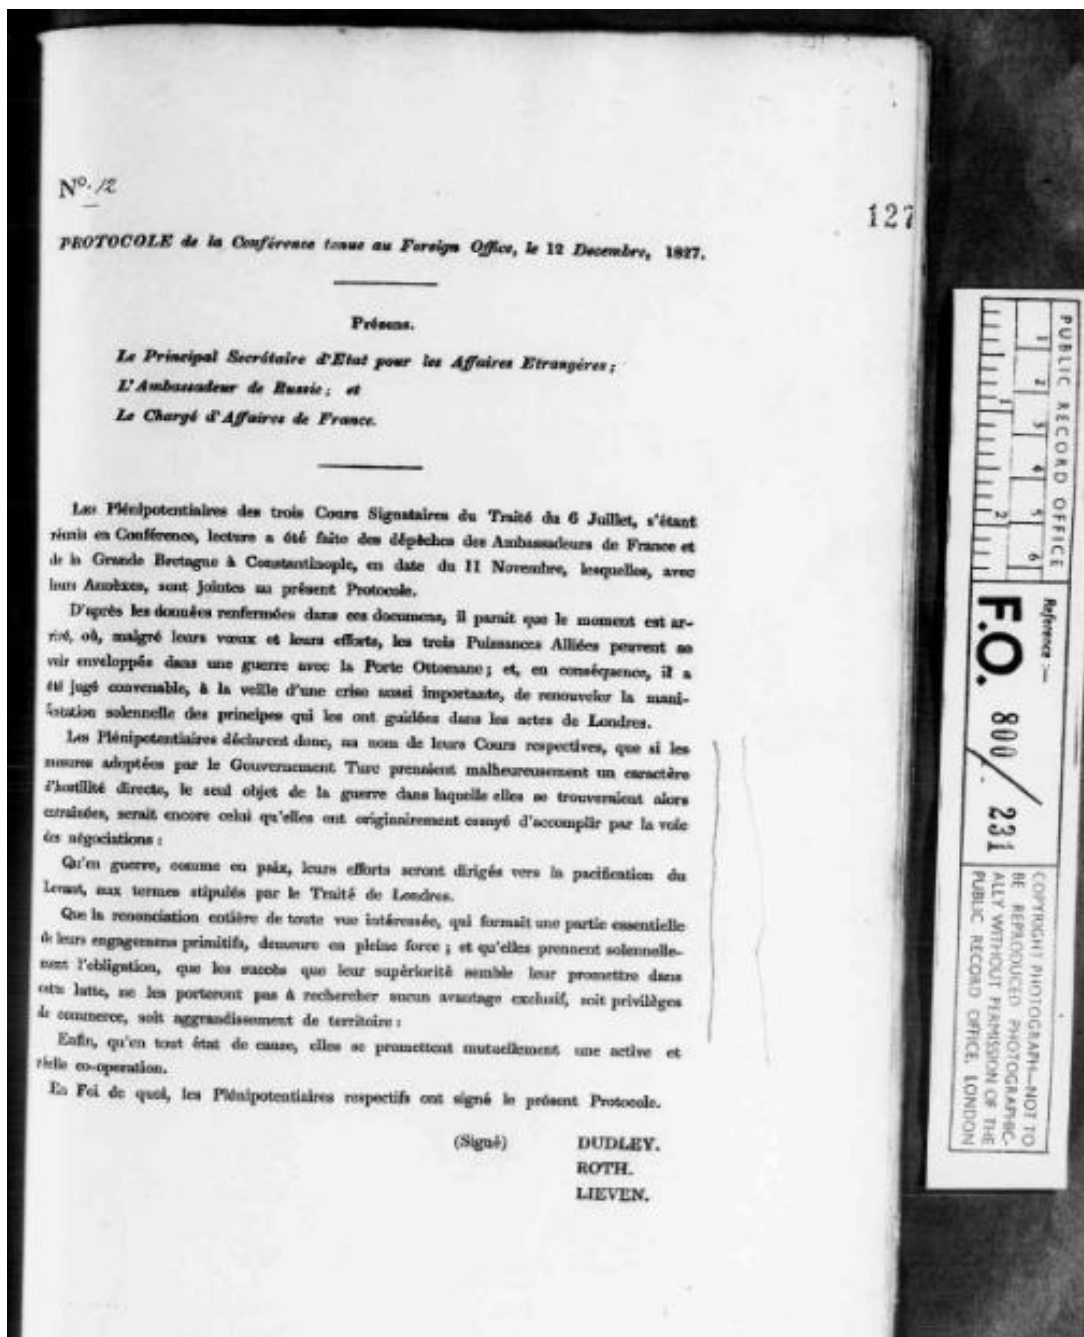 Nº. 12
127
PROTOCOLE de la Conférence tenue au Foreign Office, le 12 Decembre, 1827.
Présens.
Le Principal Secrétaire d'Etat pour les Affaires Etrangéres;
L'Ambassadeur de Russie; et
Le Chargé d'Affaires de France.
Les Plénipotentiaires des trois Cours Signataires du Traité du 6 Juillet, s'étant
réunis en Conférence, lecture a été faite des dépêches des Ambassadeurs de France et
de la Grande Bretagne à Constantinople, en date du 11 Novembre, lesquelles, avec
leurs Annèxes, sont jointes au présent Protocole.
D'après les données renfermées dans ces documens, il parait que le moment est ar-
rivé, où, malgré leurs vœux et leurs efforts, les trois Puissances Alliées peuvent se
voir enveloppés dans une guerre avec la Porte Ottomane; et, en conséquence, il a
été jugé convenable, à la veille d'une crise aussi importante, de renouveler la mani-
festation solennelle des principes qui les ont guidées dans les actes de Londres.
Les Plénipotentiaires déclarent donc, au nom de leurs Cours respectives, que si les
mesures adoptées par le Gouvernement Turc prennient malheureusement un caractère
d'hostilité directe, le seul objet de la guerre dans laquelle elles se trouveraient alors
entrainées, serait encore celui qu'elles ont originairement essayé d'accomplir par la voie
des négociations:
Qu'en guerre, comme en paix, leurs efforts seront dirigés vers la pacification du
Levant, aux termes stipulés par le Traité de Londres.
Que la renonciation entière de toute vue intéressée, qui formait une partie essentielle
de leurs engagemens primitifs, demeure en pleine force; et qu'elles prennent solennelle-
ment l'obligation, que les succès que leur supériorité semble leur promettre dans
cette lutte, ne les porteront pas à rechercher aucun avantage exclusif, soit privilèges
de commerce, soit aggrandissement de territoire:
Enfin, qu'en tout état de cause, elles se promettent mutuellement une active et
réelle co-operation.
En Foi de quoi, les Plénipotentiaires respectifs ont signé le présent Protocole.
(Signé) DUDLEY.
ROTH.
LIEVEN.
PUBLIC RECORD OFFICE
1 2 3 4 5 6
1 2
Reference :—
F.O. 800 / 231
COPYRIGHT PHOTOGRAPH—NOT TO
BE REPRODUCED PHOTOGRAPHIC-
ALLY WITHOUT PERMISSION OF THE
PUBLIC RECORD OFFICE, LONDON